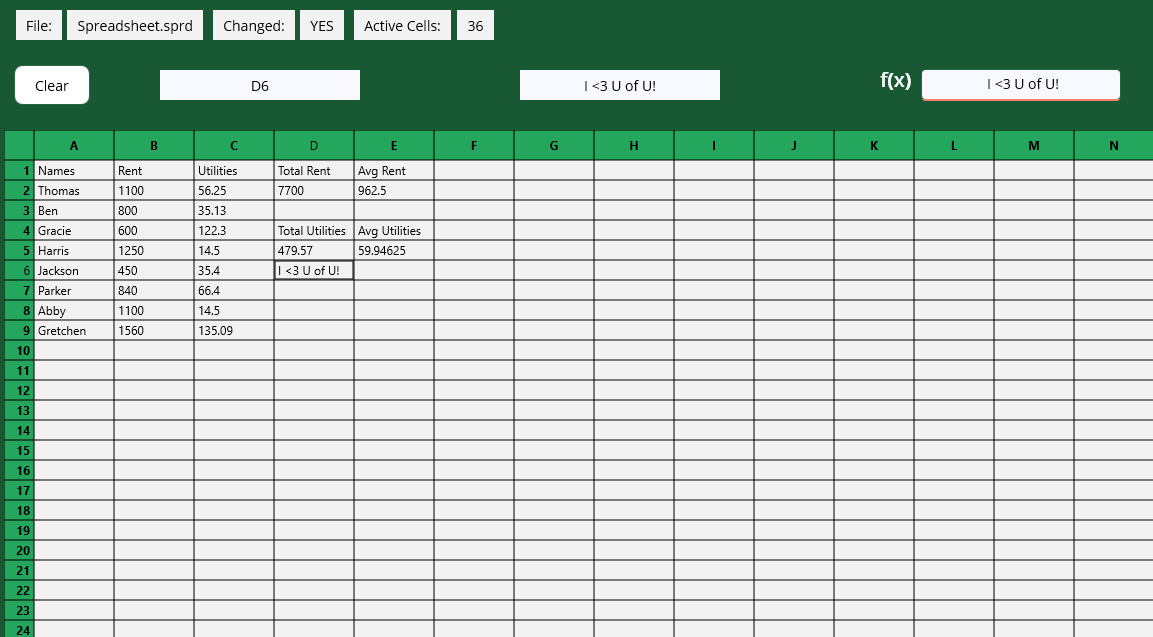 File: Spreadsheet.sprd Changed: YES Active Cells: 36
Clear D6 I <3 U of U! f(x) I <3 U of U!
A B C D E F G H I J K L M N
1 Names Rent Utilities Total Rent Avg Rent
2 Thomas 1100 56.25 7700 962.5
3 Ben 800 35.13
4 Gracie 600 122.3 Total Utilities Avg Utilities
5 Harris 1250 14.5 479.57 59.94625
6 Jackson 450 35.4 I <3 U of U!
7 Parker 840 66.4
8 Abby 1100 14.5
9 Gretchen 1560 135.09
10
11
12
13
14
15
16
17
18
19
20
21
22
23
24